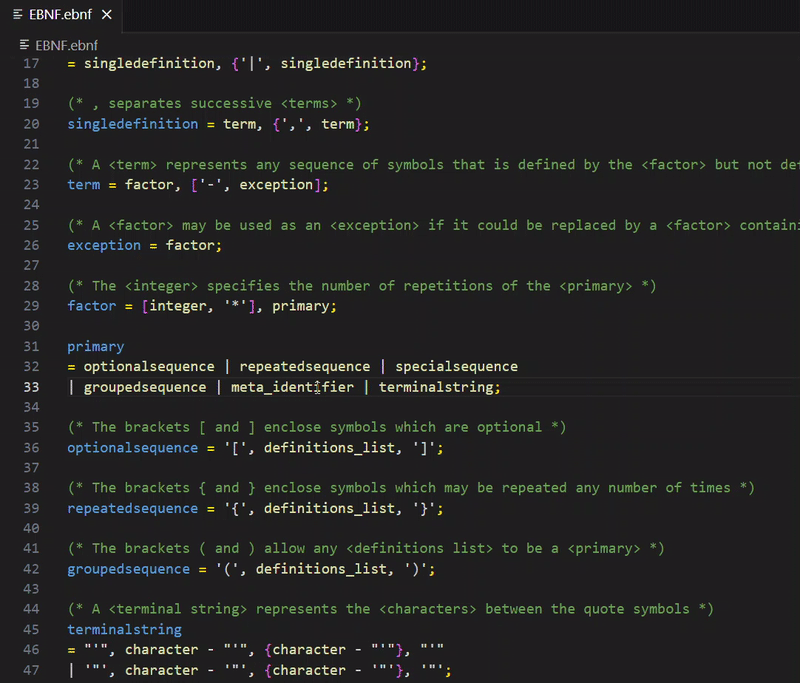 EBNF.ebnf
EBNF.ebnf
17 = singledefinition, {'|', singledefinition};
18
19 (* , separates successive <terms> *)
20 singledefinition = term, {',', term};
21
22 (* A <term> represents any sequence of symbols that is defined by the <factor> but not def
23 term = factor, ['-', exception];
24
25 (* A <factor> may be used as an <exception> if it could be replaced by a <factor> containi
26 exception = factor;
27
28 (* The <integer> specifies the number of repetitions of the <primary> *)
29 factor = [integer, '*'], primary;
30
31 primary
32 = optionalsequence | repeatedsequence | specialsequence
33 | groupedsequence | meta_identifier | terminalstring;
34
35 (* The brackets [ and ] enclose symbols which are optional *)
36 optionalsequence = '[', definitions_list, ']';
37
38 (* The brackets { and } enclose symbols which may be repeated any number of times *)
39 repeatedsequence = '{', definitions_list, '}';
40
41 (* The brackets ( and ) allow any <definitions list> to be a <primary> *)
42 groupedsequence = '(', definitions_list, ')';
43
44 (* A <terminal string> represents the <characters> between the quote symbols *)
45 terminalstring
46 = "'", character - "'", {character - "'"}, "'"
47 | '"', character - '"', {character - '"'}, '"';